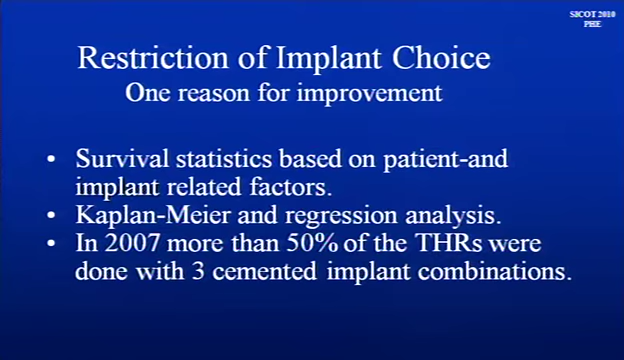 SICOT 2010
PHE
Restriction of Implant Choice
One reason for improvement
• Survival statistics based on patient-and
implant related factors.
• Kaplan-Meier and regression analysis.
• In 2007 more than 50% of the THRs were
done with 3 cemented implant combinations.